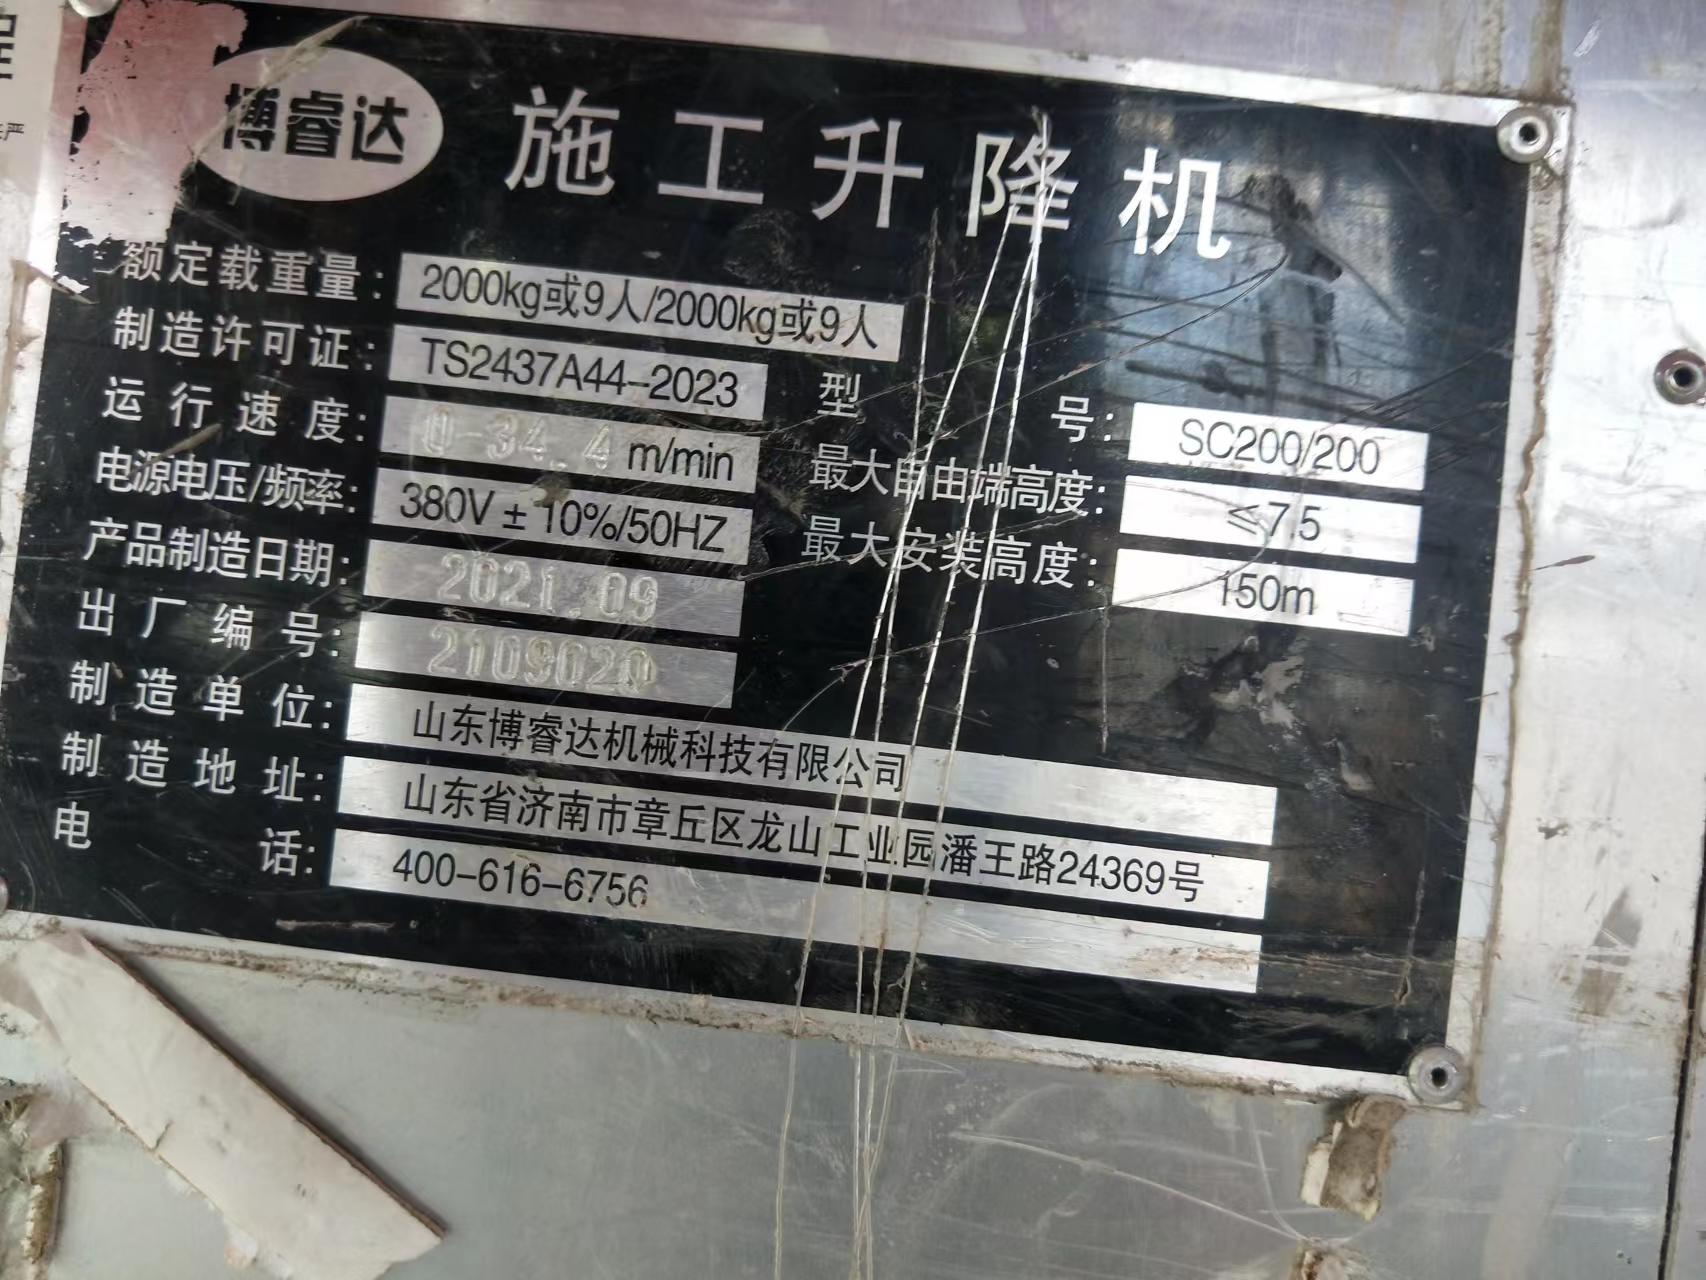 博睿达
施工升降机
额定载重量: 2000kg或9人/2000kg或9人
制造许可证: TS2437A44-2023
型号: SC200/200
运行速度: 0-34.4 m/min
最大自由端高度: ≤7.5
电源电压/频率: 380V±10%/50HZ
最大安装高度: 150m
产品制造日期: 2021.09
出厂编号: 2109020
制造单位: 山东博睿达机械科技有限公司
制造地址: 山东省济南市章丘区龙山工业园潘王路24369号
电话: 400-616-6756